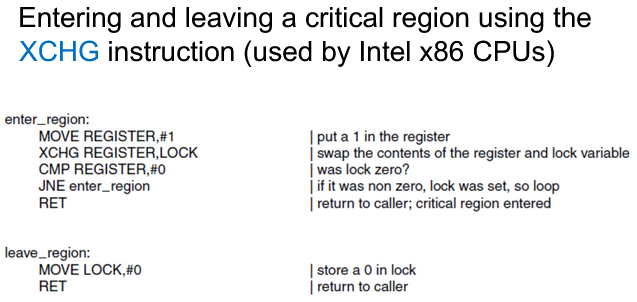 Entering and leaving a critical region using the
XCHG instruction (used by Intel x86 CPUs)
enter_region:
MOVE REGISTER,#1 | put a 1 in the register
XCHG REGISTER,LOCK | swap the contents of the register and lock variable
CMP REGISTER,#0 | was lock zero?
JNE enter_region | if it was non zero, lock was set, so loop
RET | return to caller; critical region entered
leave_region:
MOVE LOCK,#0 | store a 0 in lock
RET | return to caller